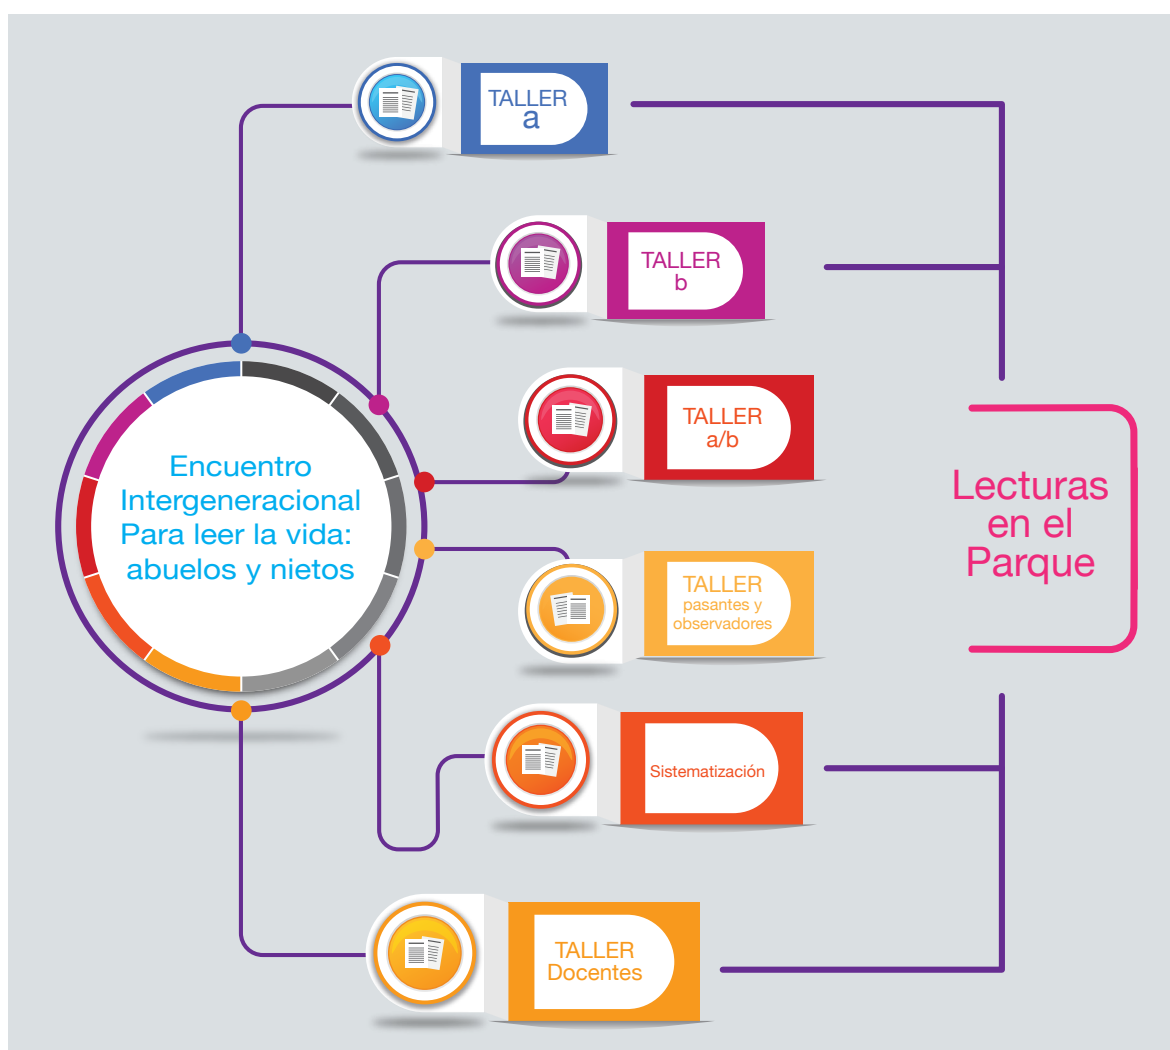 Encuentro
Intergeneracional
Para leer la vida:
abuelos y nietos
TALLER
a
TALLER
b
TALLER
a/b
TALLER
pasantes y
observadores
Sistematización
TALLER
Docentes
Lecturas
en el
Parque